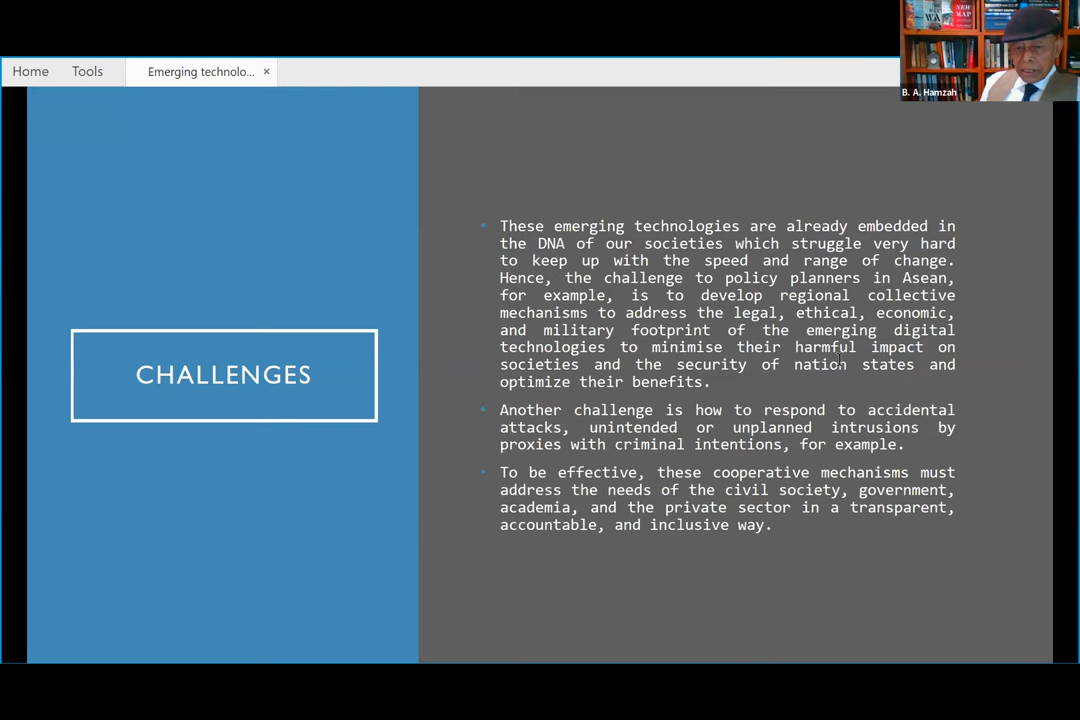 NEW
MAP
B. A. Hamzah
Home
Tools
Emerging technolo... ×
CHALLENGES
• These emerging technologies are already embedded in
the DNA of our societies which struggle very hard
to keep up with the speed and range of change.
Hence, the challenge to policy planners in Asean,
for example, is to develop regional collective
mechanisms to address the legal, ethical, economic,
and military footprint of the emerging digital
technologies to minimise their harmful impact on
societies and the security of nation states and
optimize their benefits.
• Another challenge is how to respond to accidental
attacks, unintended or unplanned intrusions by
proxies with criminal intentions, for example.
• To be effective, these cooperative mechanisms must
address the needs of the civil society, government,
academia, and the private sector in a transparent,
accountable, and inclusive way.